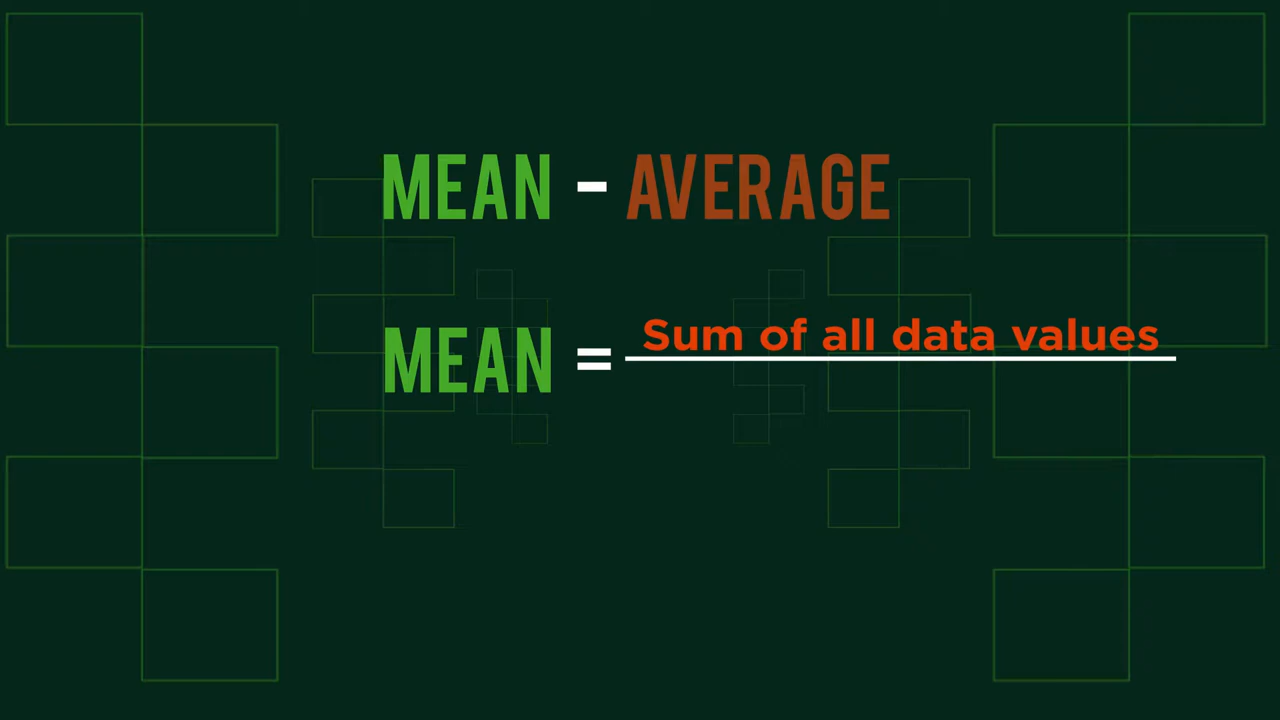 MEAN - AVERAGE
MEAN = Sum of all data values